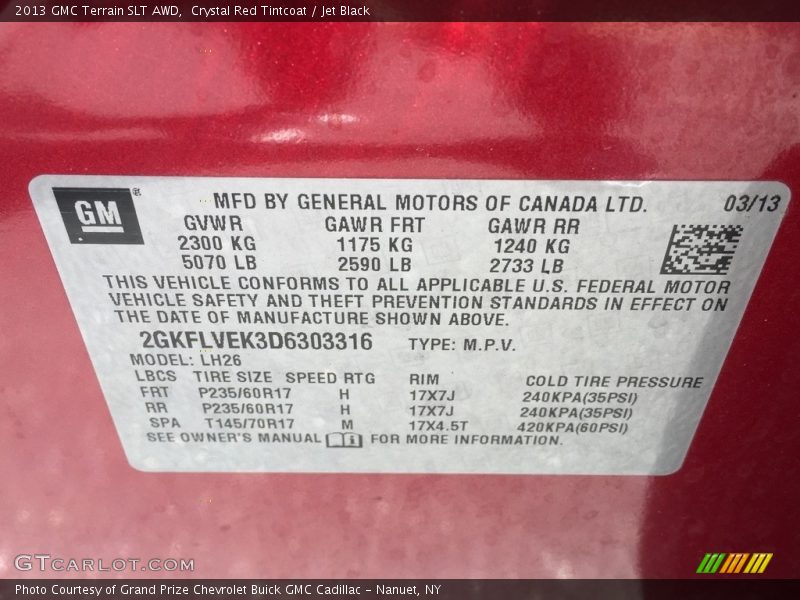 2013 GMC Terrain SLT AWD,  Crystal Red Tintcoat / Jet Black
GM®
MFD BY GENERAL MOTORS OF CANADA LTD. 03/13
GVWR GAWR FRT GAWR RR
2300 KG 1175 KG 1240 KG
5070 LB 2590 LB 2733 LB
THIS VEHICLE CONFORMS TO ALL APPLICABLE U.S. FEDERAL MOTOR
VEHICLE SAFETY AND THEFT PREVENTION STANDARDS IN EFFECT ON
THE DATE OF MANUFACTURE SHOWN ABOVE.
2GKFLVEK3D6303316 TYPE: M.P.V.
MODEL: LH26
LBCS TIRE SIZE SPEED RTG RIM COLD TIRE PRESSURE
FRT P235/60R17 H 17X7J 240KPA(35PSI)
RR P235/60R17 H 17X7J 240KPA(35PSI)
SPA T145/70R17 M 17X4.5T 420KPA(60PSI)
SEE OWNER'S MANUAL FOR MORE INFORMATION.
GTCARLOT.COM
Photo Courtesy of Grand Prize Chevrolet Buick GMC Cadillac - Nanuet, NY